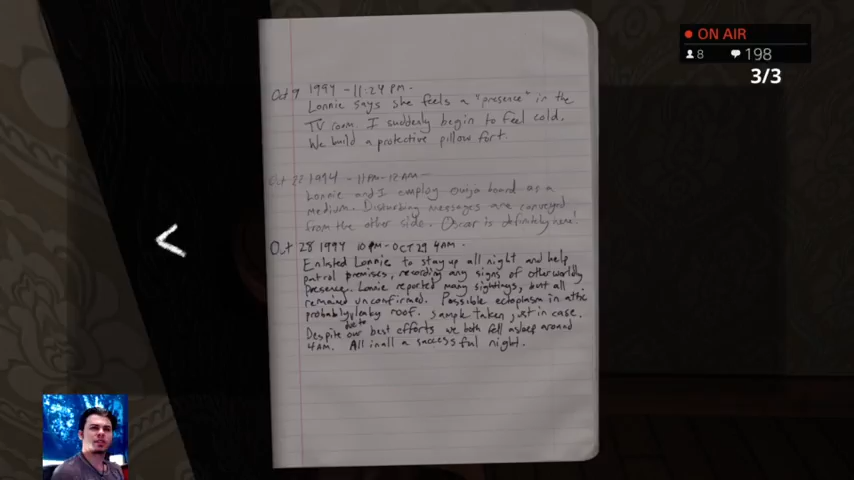 ON AIR
8 198
3/3
Oct 9 1994 - 11:24 PM.
Lonnie says she feels a "presence" in the
TV room. I suddenly begin to feel cold.
We build a protective pillow fort.
Oct 22 1994 - 11PM-12AM-
Lonnie and I employ ouija board as a
medium. Disturbing messages are conveyed
from the other side. Oscar is definitely here!
Oct 28 1994 10 PM - OCT 29 4AM.
Enlisted Lonnie to stay up all night and help
patrol premises, recording any signs of otherworldly
presence. Lonnie reported many sightings, but all
remained unconfirmed. Possible ectoplasm in attic
probably leaky roof. Sample taken just in case.
Despite our best efforts we both fell asleep around
4AM. All in all a successful night.